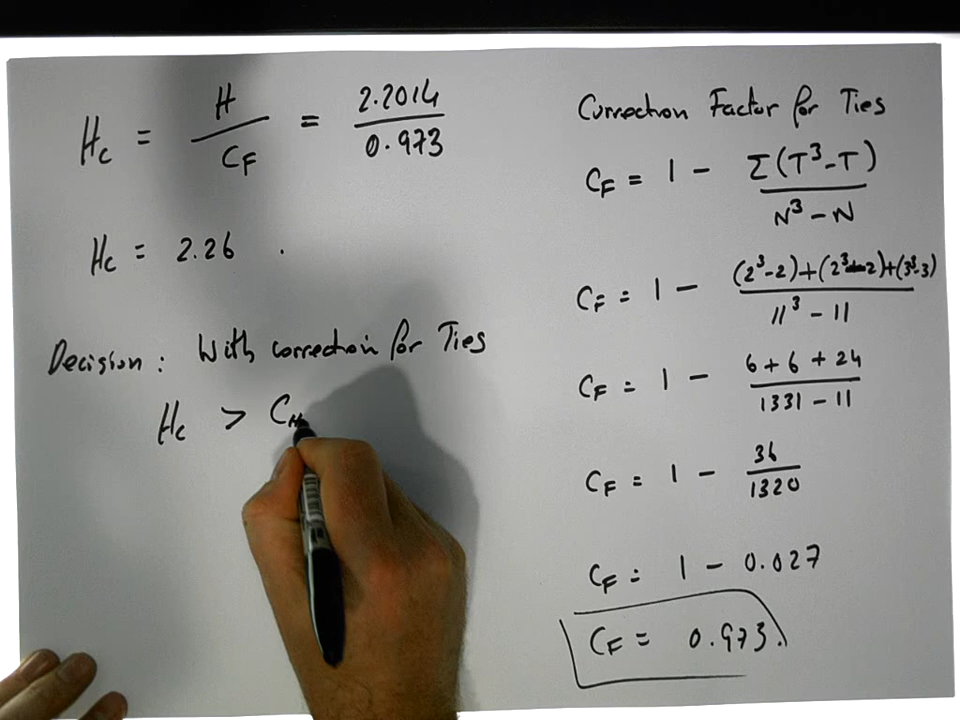 Hc = H / CF = 2.2014 / 0.973
Hc = 2.26 .
Decision : With correction for Ties
Hc >
Correction Factor for Ties
CF = 1 - Σ(T³-T) / N³ - N
CF = 1 - (2³-2)+(2³-2)+(3³-3) / 11³ - 11
CF = 1 - 6 + 6 + 24 / 1331 - 11
CF = 1 - 36 / 1320
CF = 1 - 0.027
CF = 0.973.